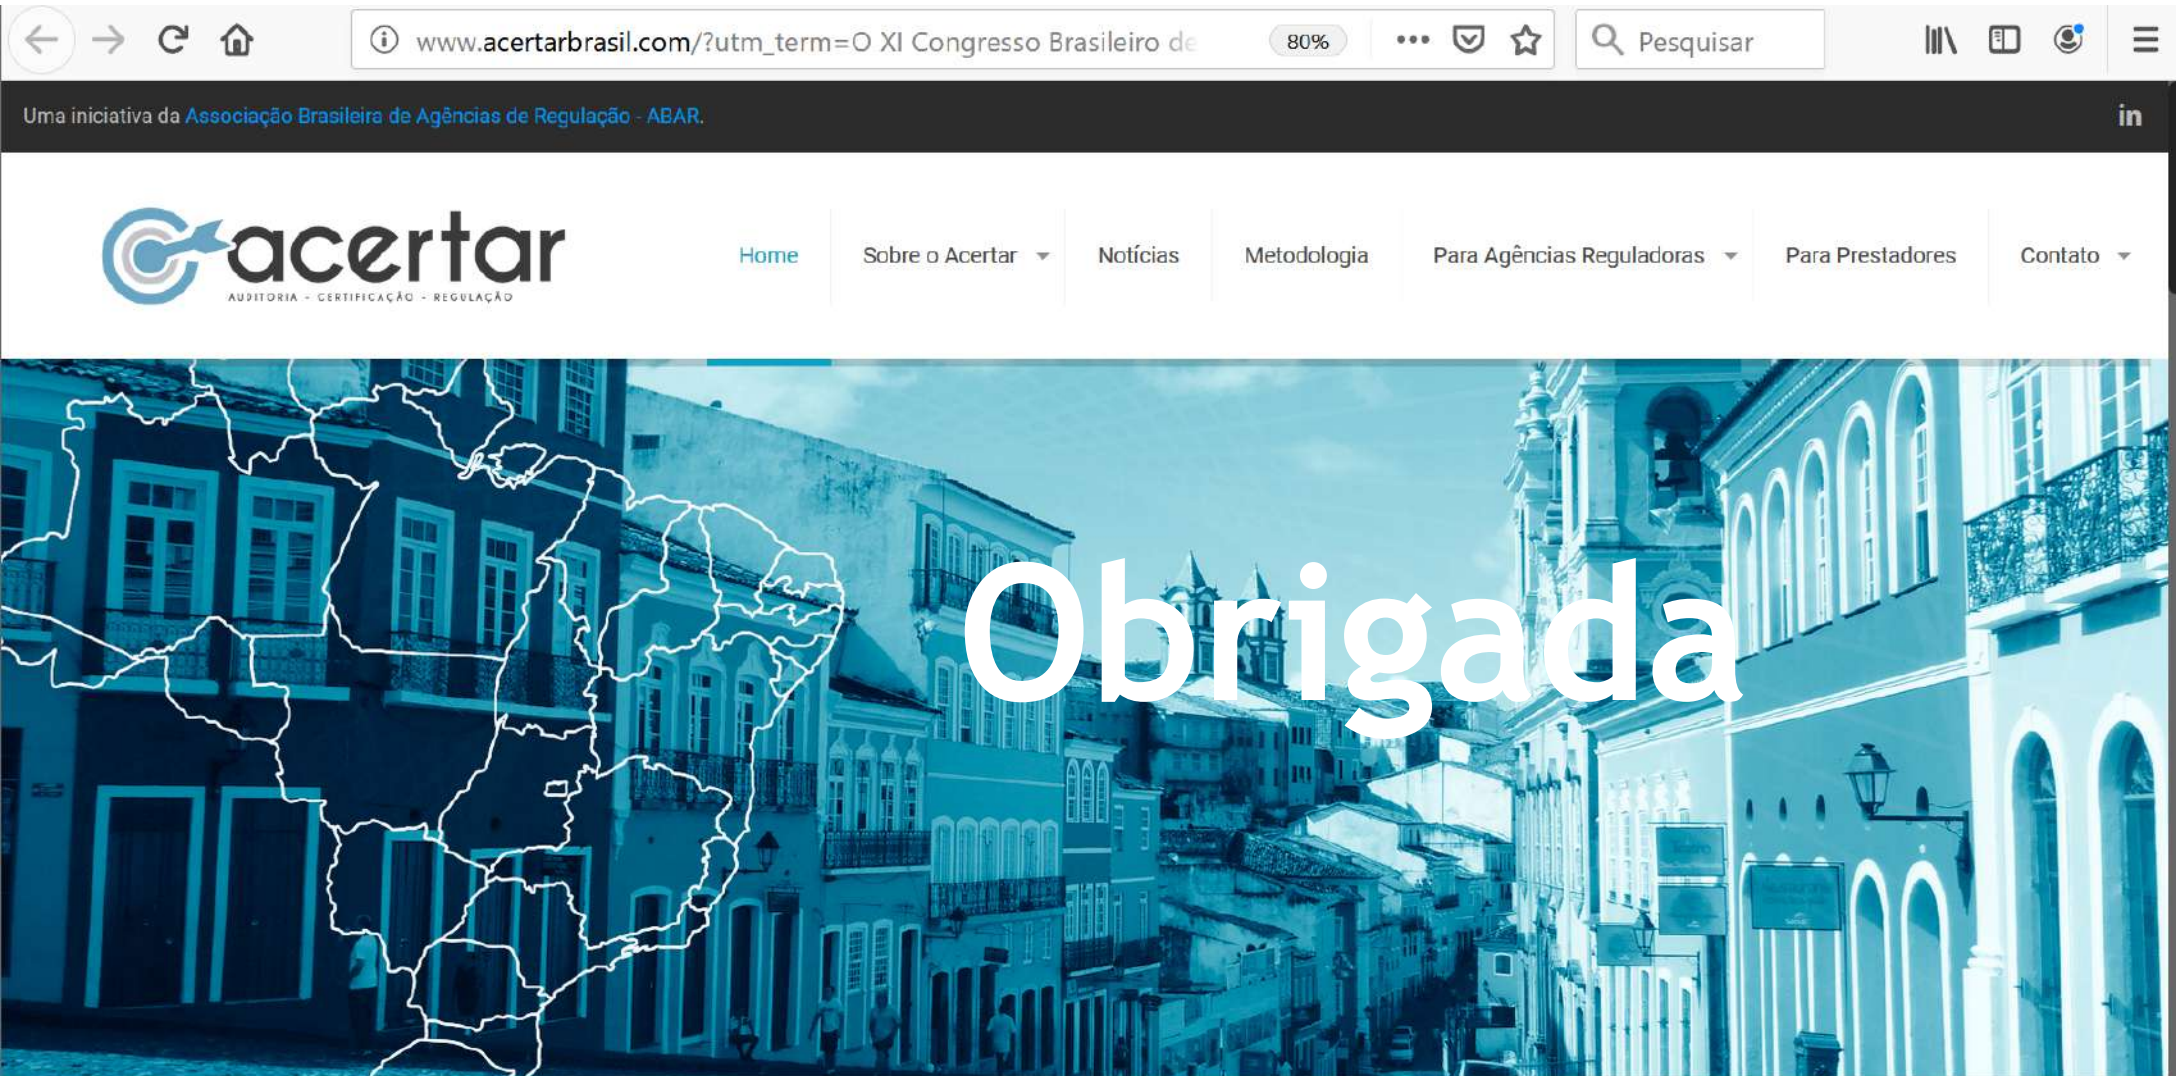 www.acertarbrasil.com/?utm_term=O XI Congresso Brasileiro de
80%
Pesquisar
Uma iniciativa da Associação Brasileira de Agências de Regulação - ABAR.
in
acertar
AUDITORIA - CERTIFICAÇÃO - REGULAÇÃO
Home
Sobre o Acertar
Notícias
Metodologia
Para Agências Reguladoras
Para Prestadores
Contato
Obrigada